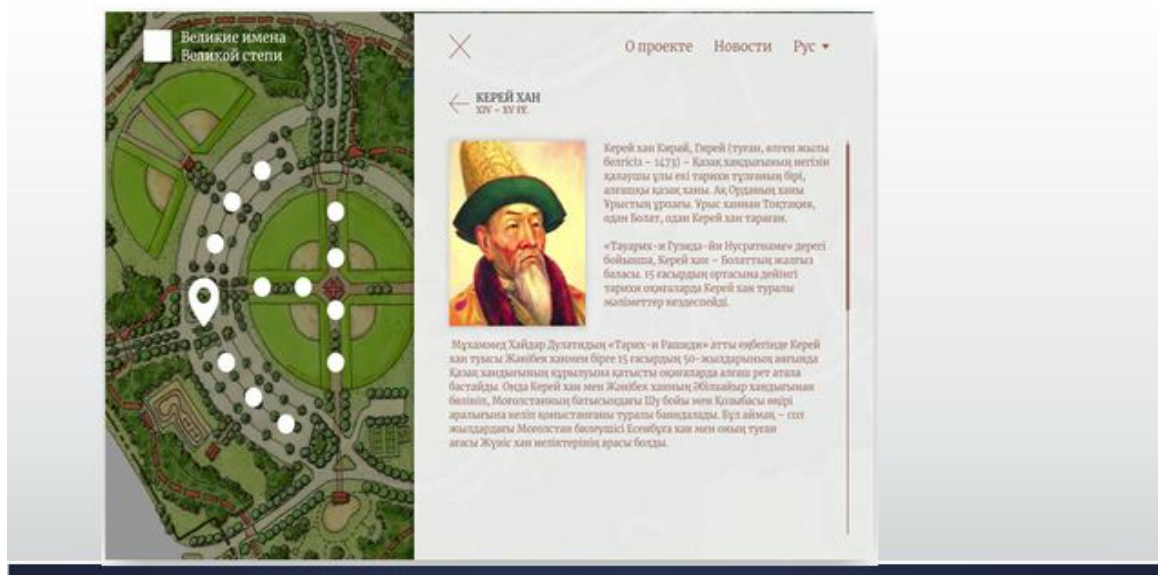 Великие имена
Великой степи
О проекте Новости Рус
КЕРЕЙ ХАН
XIV – XV ГГ.
Керей хан Кирай, Гирей (туған, өлген жылы
белгісіз – 1473) – Қазақ хандығының негізін
қалаушы ұлы екі тарихи тұлғаның бірі,
алғашқы қазақ ханы. Ақ Орданың ханы
Ұрыстың ұрпағы. Ұрыс ханнан Тоқтақия,
одан Болат, одан Керей хан тараған.
«Тауарих-и Гузида-йи Нусратнаме» дерегі
бойынша, Керей хан – Болаттың жалғыз
баласы. 15 ғасырдың ортасына дейінгі
тарихи оқиғаларда Керей хан туралы
мәліметтер кездеспейді.
Мұхаммед Хайдар Дулатидың «Тарих-и Рашиди» атты еңбегінде Керей
хан туысы Жәнібек ханмен бірге 15 ғасырдың 50-жылдарының аяғында
Қазақ хандығының құрылуына қатысты оқиғаларда алғаш рет атала
бастайды. Онда Керей хан мен Жәнібек ханның Әбілхайыр хандығынан
бөлініп, Моғолстанның батысындағы Шу бойы мен Қозыбасы өңірі
аралығына келіп қоныстанғаны туралы баяндалады. Бұл аймақ – сол
жылдардағы Моғолстан билеушісі Есенбұға хан мен оның туған
ағасы Жүніс хан иеліктерінің арасы болды.